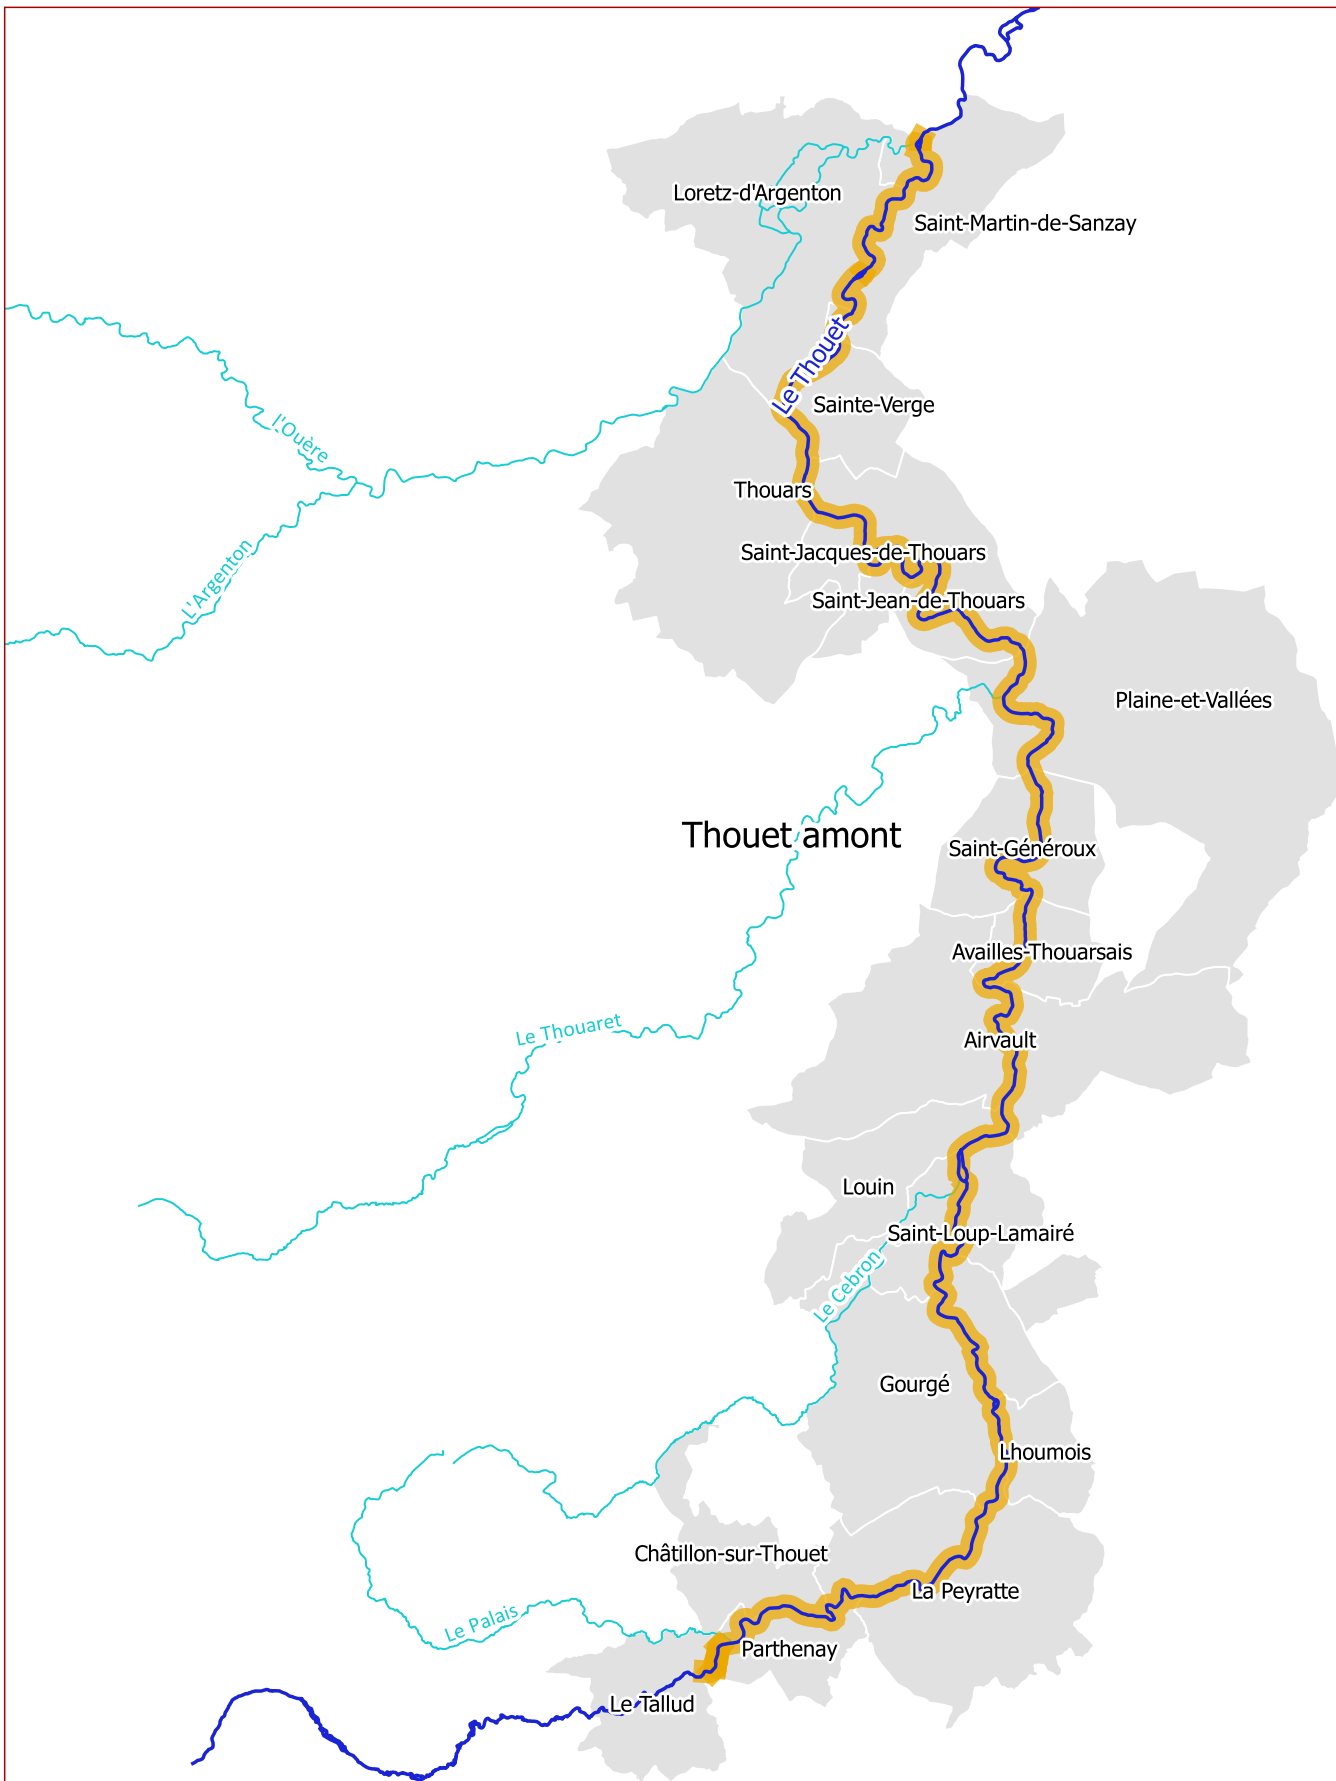 Loretz-d'Argenton
Saint-Martin-de-Sanzay
Le Thouet
Sainte-Verge
l'Ouère
Thouars
Saint-Jacques-de-Thouars
L'Argenton
Saint-Jean-de-Thouars
Plaine-et-Vallées
Thouet amont
Saint-Généroux
Availles-Thouarsais
Le Thouaret
Airvault
Louin
Saint-Loup-Lamairé
Le Cebron
Gourgé
Lhoumois
Châtillon-sur-Thouet
La Peyratte
Le Palais
Parthenay
Le Tallud